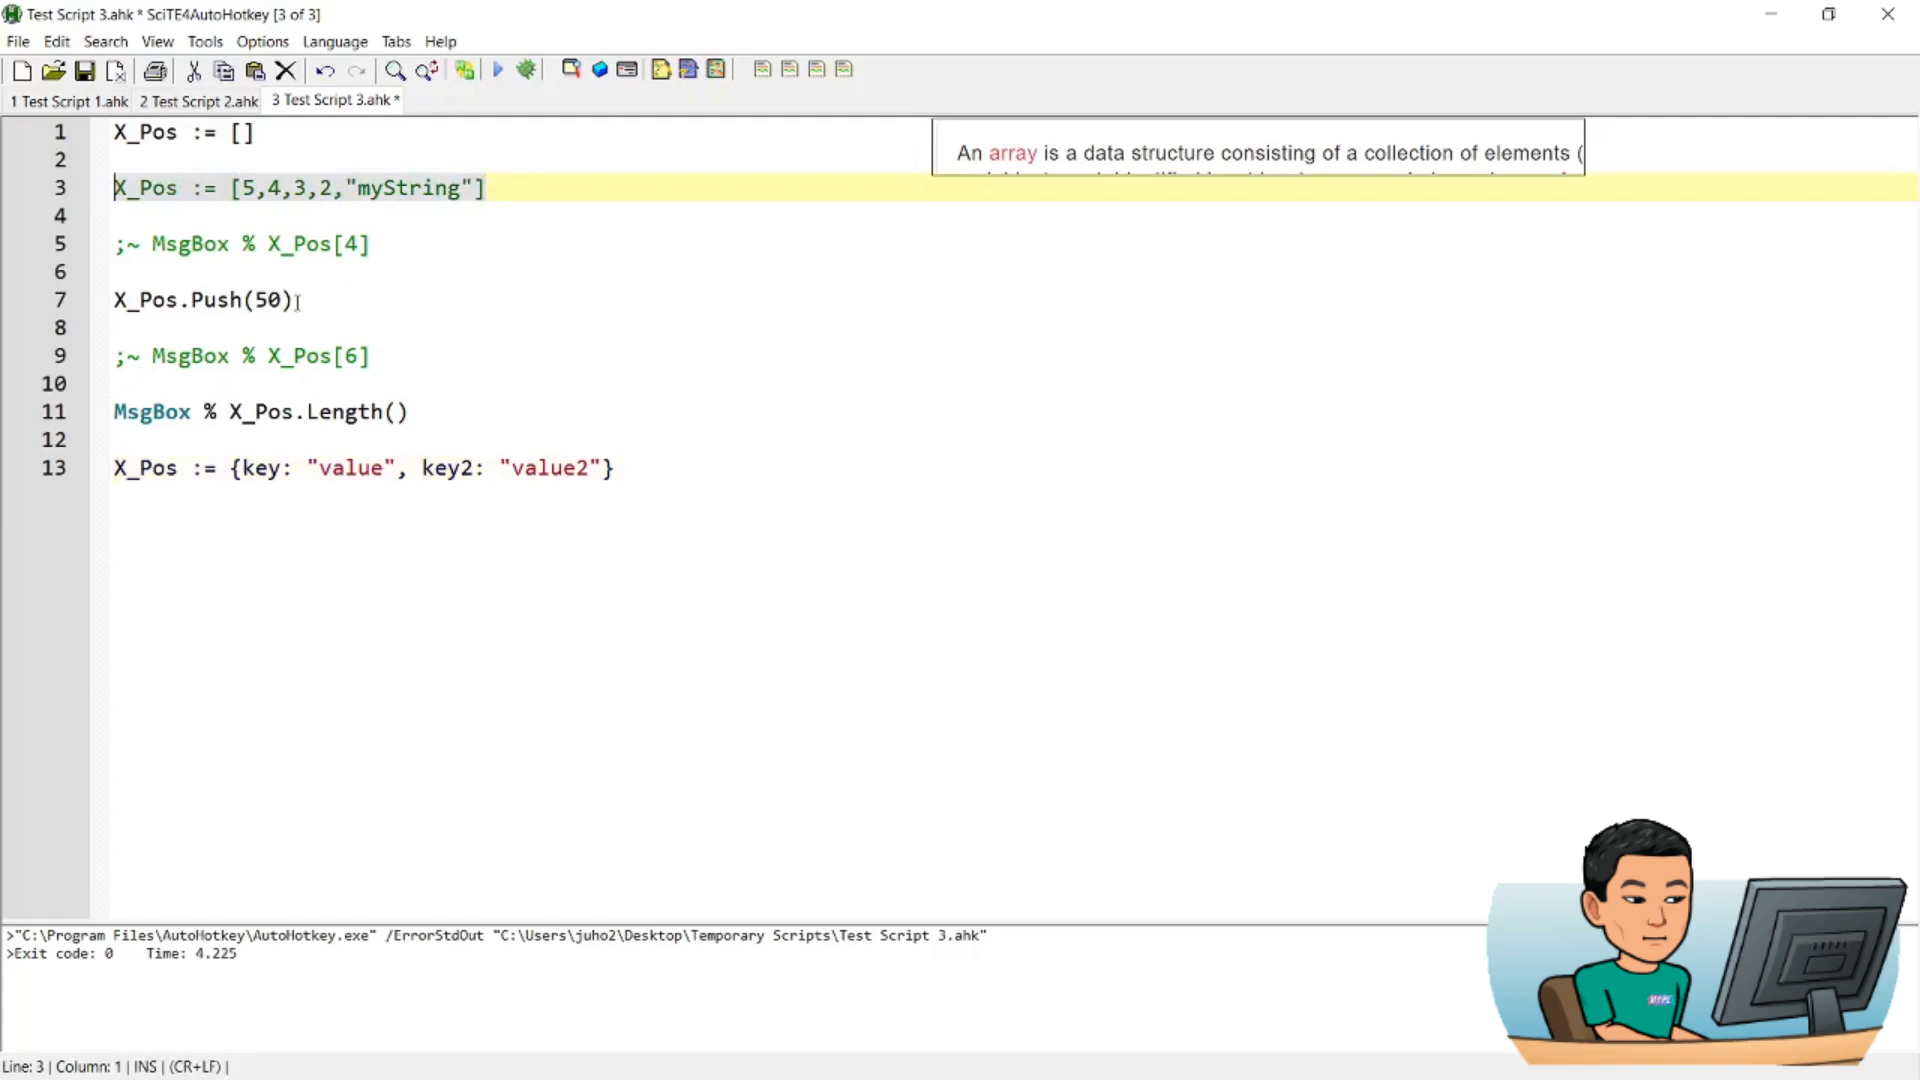 Test Script 3.ahk * SciTE4AutoHotkey [3 of 3]
File Edit Search View Tools Options Language Tabs Help
1 Test Script 1.ahk 2 Test Script 2.ahk 3 Test Script 3.ahk *
1 X_Pos := []
An array is a data structure consisting of a collection of elements (
2
3 X_Pos := [5,4,3,2,"myString"]
4
5 ;~ MsgBox % X_Pos[4]
6
7 X_Pos.Push(50)
8
9 ;~ MsgBox % X_Pos[6]
10
11 MsgBox % X_Pos.Length()
12
13 X_Pos := {key: "value", key2: "value2"}
>"C:\Program Files\AutoHotkey\AutoHotkey.exe" /ErrorStdOut "C:\Users\juho2\Desktop\Temporary Scripts\Test Script 3.ahk"
>Exit code: 0 Time: 4.225
Line: 3 | Column: 1 | INS | (CR+LF) |